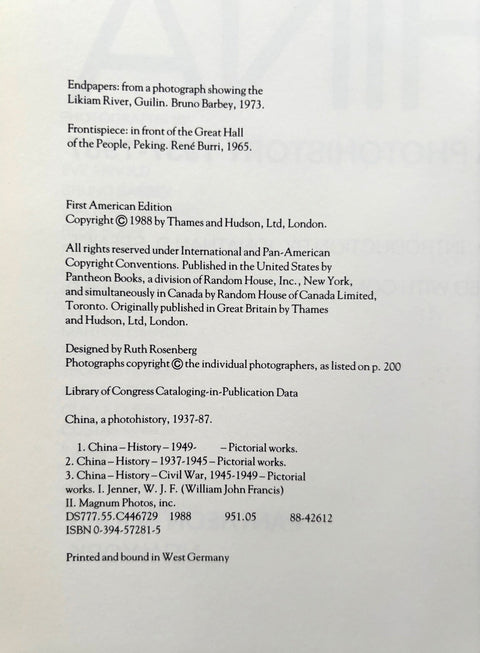 Endpapers: from a photograph showing the
Likiam River, Guilin. Bruno Barbey, 1973.
Frontispiece: in front of the Great Hall
of the People, Peking. René Burri, 1965.
First American Edition
Copyright © 1988 by Thames and Hudson, Ltd, London.
All rights reserved under International and Pan-American
Copyright Conventions. Published in the United States by
Pantheon Books, a division of Random House, Inc., New York,
and simultaneously in Canada by Random House of Canada Limited,
Toronto. Originally published in Great Britain by Thames
and Hudson, Ltd, London.
Designed by Ruth Rosenberg
Photographs copyright © the individual photographers, as listed on p. 200
Library of Congress Cataloging-in-Publication Data
China, a photohistory, 1937-87.
1. China – History – 1949- – Pictorial works.
2. China – History – 1937-1945 – Pictorial works.
3. China – History – Civil War, 1945-1949 – Pictorial
works. I. Jenner, W. J. F. (William John Francis)
II. Magnum Photos, inc.
DS777.55.C446729 1988 951.05 88-42612
ISBN 0-394-57281-5
Printed and bound in West Germany